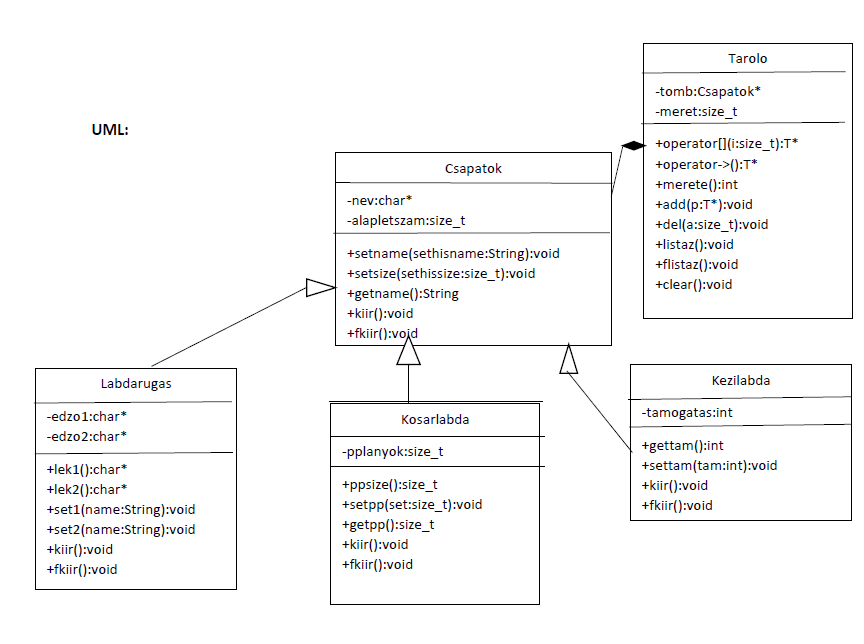 UML:
Tarolo
-tomb:Csapatok*
-meret:size_t
+operator[](i:size_t):T*
+operator->():T*
+merete():int
+add(p:T*):void
+del(a:size_t):void
+listaz():void
+flistaz():void
+clear():void
Csapatok
-nev:char*
-alapletszam:size_t
+setname(sethisname:String):void
+setsize(sethissize:size_t):void
+getname():String
+kiir():void
+fkiir():void
Labdarugas
-edzo1:char*
-edzo2:char*
+lek1():char*
+lek2():char*
+set1(name:String):void
+set2(name:String):void
+kiir():void
+fkiir():void
Kosarlabda
-pplanyok:size_t
+ppsize():size_t
+setpp(set:size_t):void
+getpp():size_t
+kiir():void
+fkiir():void
Kezilabda
-tamogatas:int
+gettam():int
+settam(tam:int):void
+kiir():void
+fkiir():void